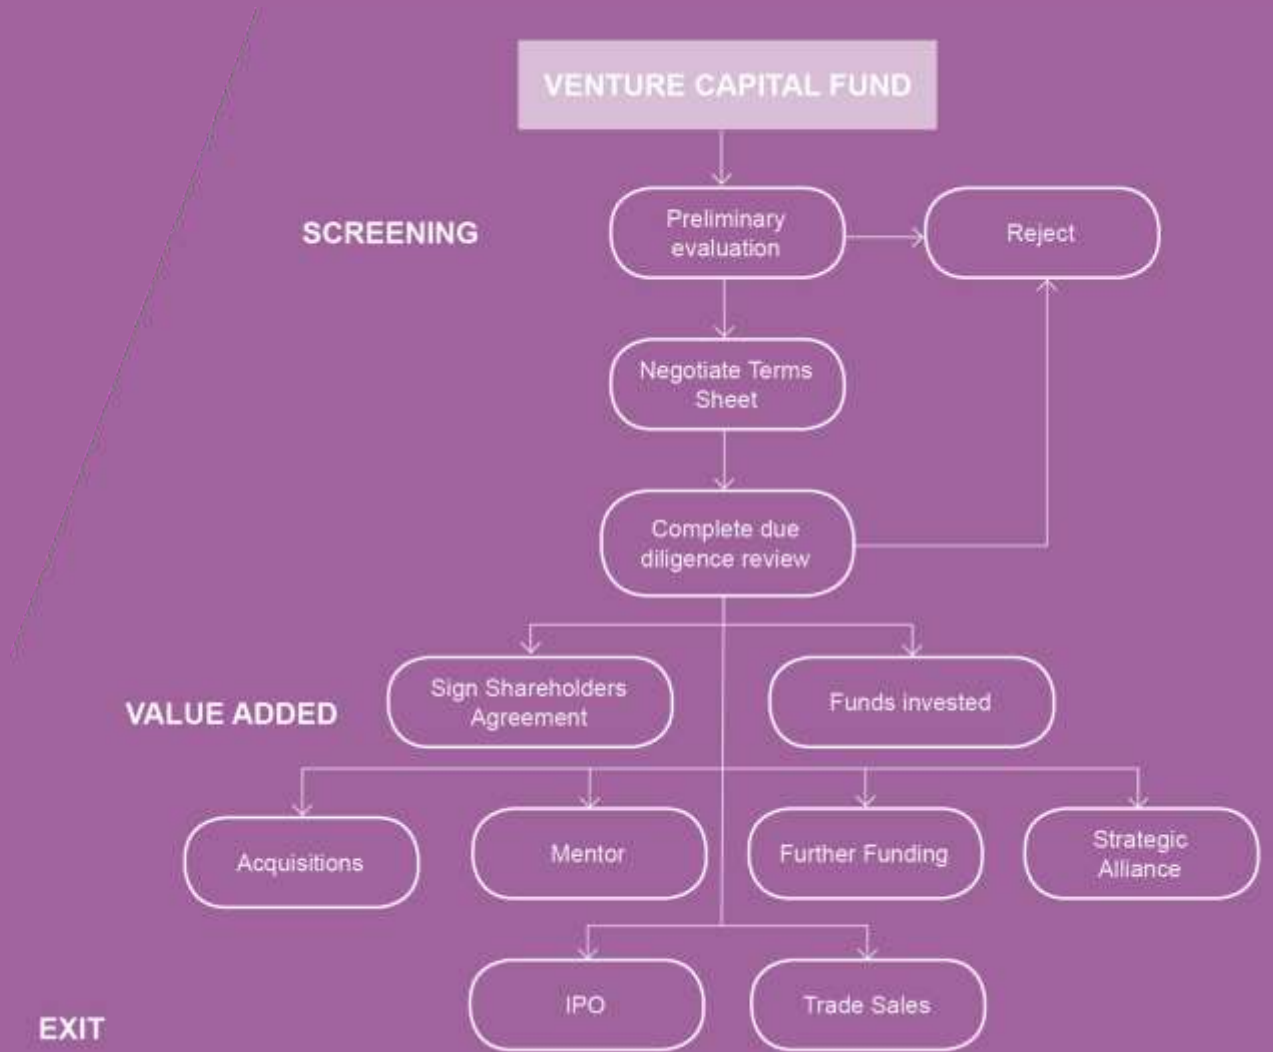 VENTURE CAPITAL FUND
SCREENING
Preliminary
evaluation
Reject
Negotiate Terms
Sheet
Complete due
diligence review
VALUE ADDED
Sign Shareholders
Agreement
Funds invested
Acquisitions
Mentor
Further Funding
Strategic
Alliance
EXIT
IPO
Trade Sales